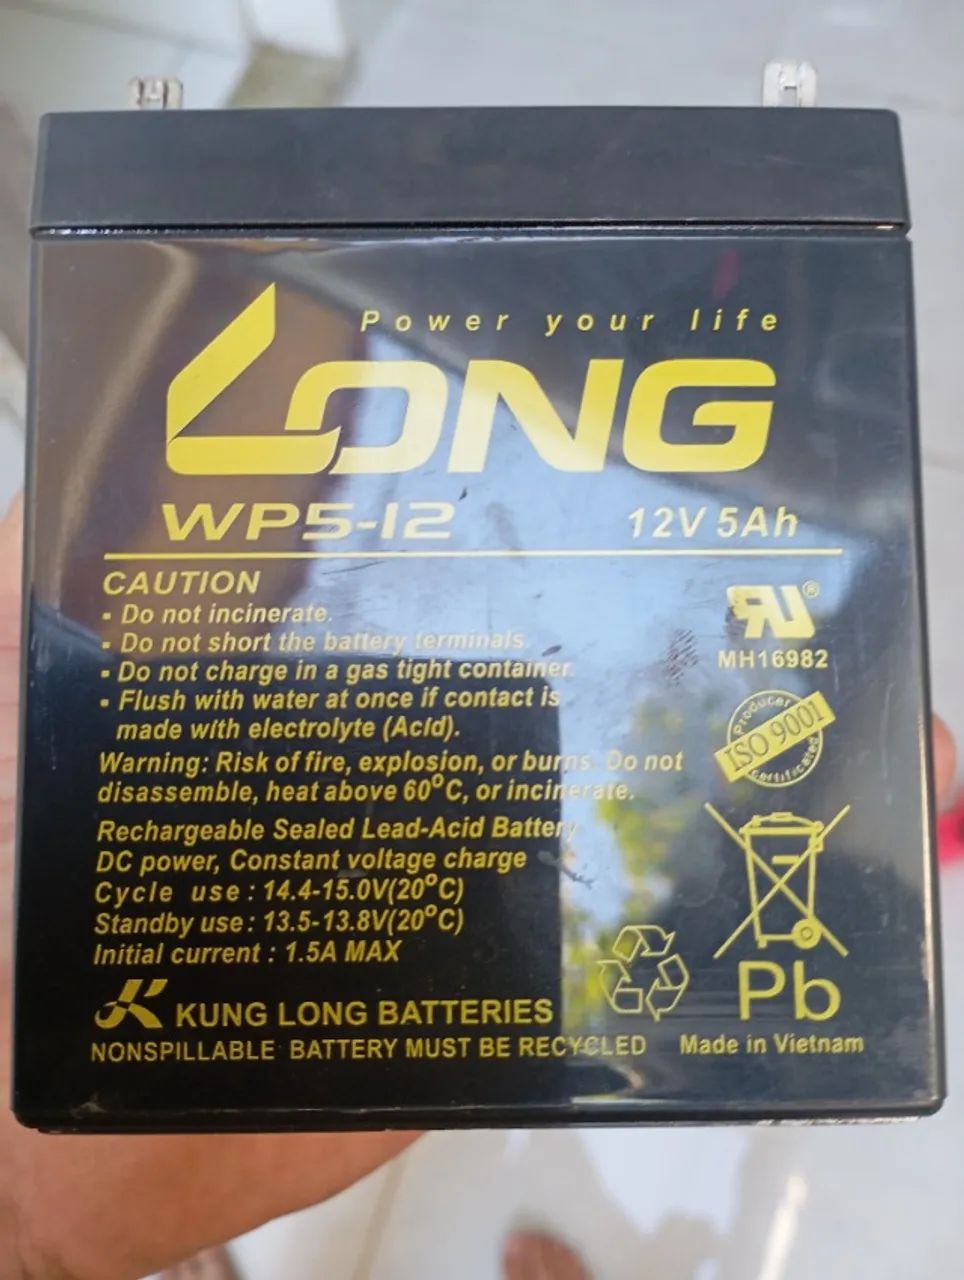 Power your life
LONG
WP5-12 12V 5Ah
CAUTION
▪ Do not incinerate.
▪ Do not short the battery terminals.
▪ Do not charge in a gas tight container.
▪ Flush with water at once if contact is
made with electrolyte (Acid).
Warning: Risk of fire, explosion, or burns. Do not
disassemble, heat above 60°C, or incinerate.
Rechargeable Sealed Lead-Acid Battery
DC power, Constant voltage charge
Cycle use : 14.4-15.0V(20°C)
Standby use : 13.5-13.8V(20°C)
Initial current : 1.5A MAX
RU®
MH16982
Producer
ISO 9001
certificated
Pb
KUNG LONG BATTERIES
NONSPILLABLE BATTERY MUST BE RECYCLED
Made in Vietnam